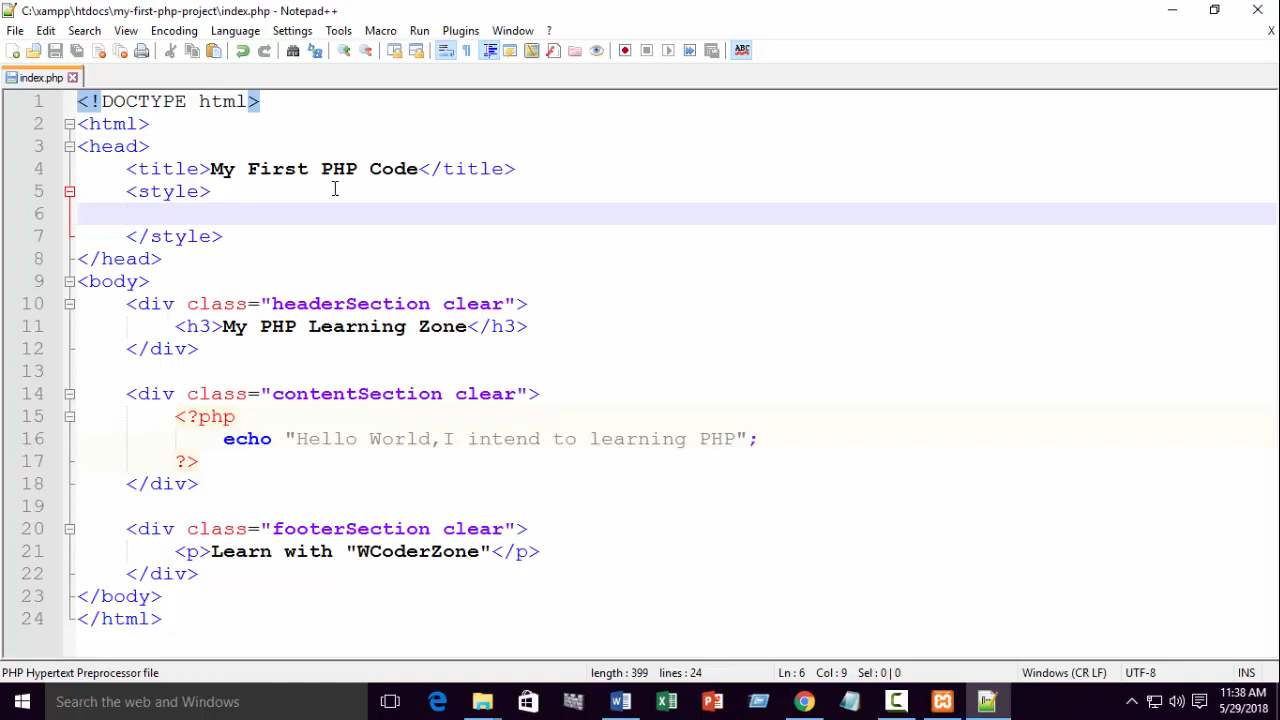 C:\xampp\htdocs\my-first-php-project\index.php - Notepad++
File Edit Search View Encoding Language Settings Tools Macro Run Plugins Window ? X
ABC
index.php
1 <!DOCTYPE html>
2 <html>
3 <head>
4 <title>My First PHP Code</title>
5 <style>
6
7 </style>
8 </head>
9 <body>
10 <div class="headerSection clear">
11 <h3>My PHP Learning Zone</h3>
12 </div>
13
14 <div class="contentSection clear">
15 <?php
16 echo "Hello World,I intend to learning PHP";
17 ?>
18 </div>
19
20 <div class="footerSection clear">
21 <p>Learn with "WCoderZone"</p>
22 </div>
23 </body>
24 </html>
PHP Hypertext Preprocessor file length : 399 lines : 24 Ln : 6 Col : 9 Sel : 0 | 0 Windows (CR LF) UTF-8 INS
Search the web and Windows
11:38 AM
5/29/2018